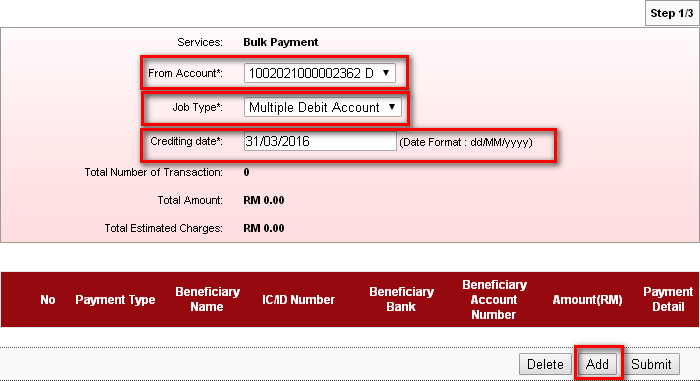 Step 1/3
Services: Bulk Payment
From Account*: 1002021000002362 D
Job Type*: Multiple Debit Account
Crediting date*: 31/03/2016 (Date Format : dd/MM/yyyy)
Total Number of Transaction: 0
Total Amount: RM 0.00
Total Estimated Charges: RM 0.00
No Payment Type Beneficiary Name IC/ID Number Beneficiary Bank Beneficiary Account Number Amount(RM) Payment Detail
Delete Add Submit